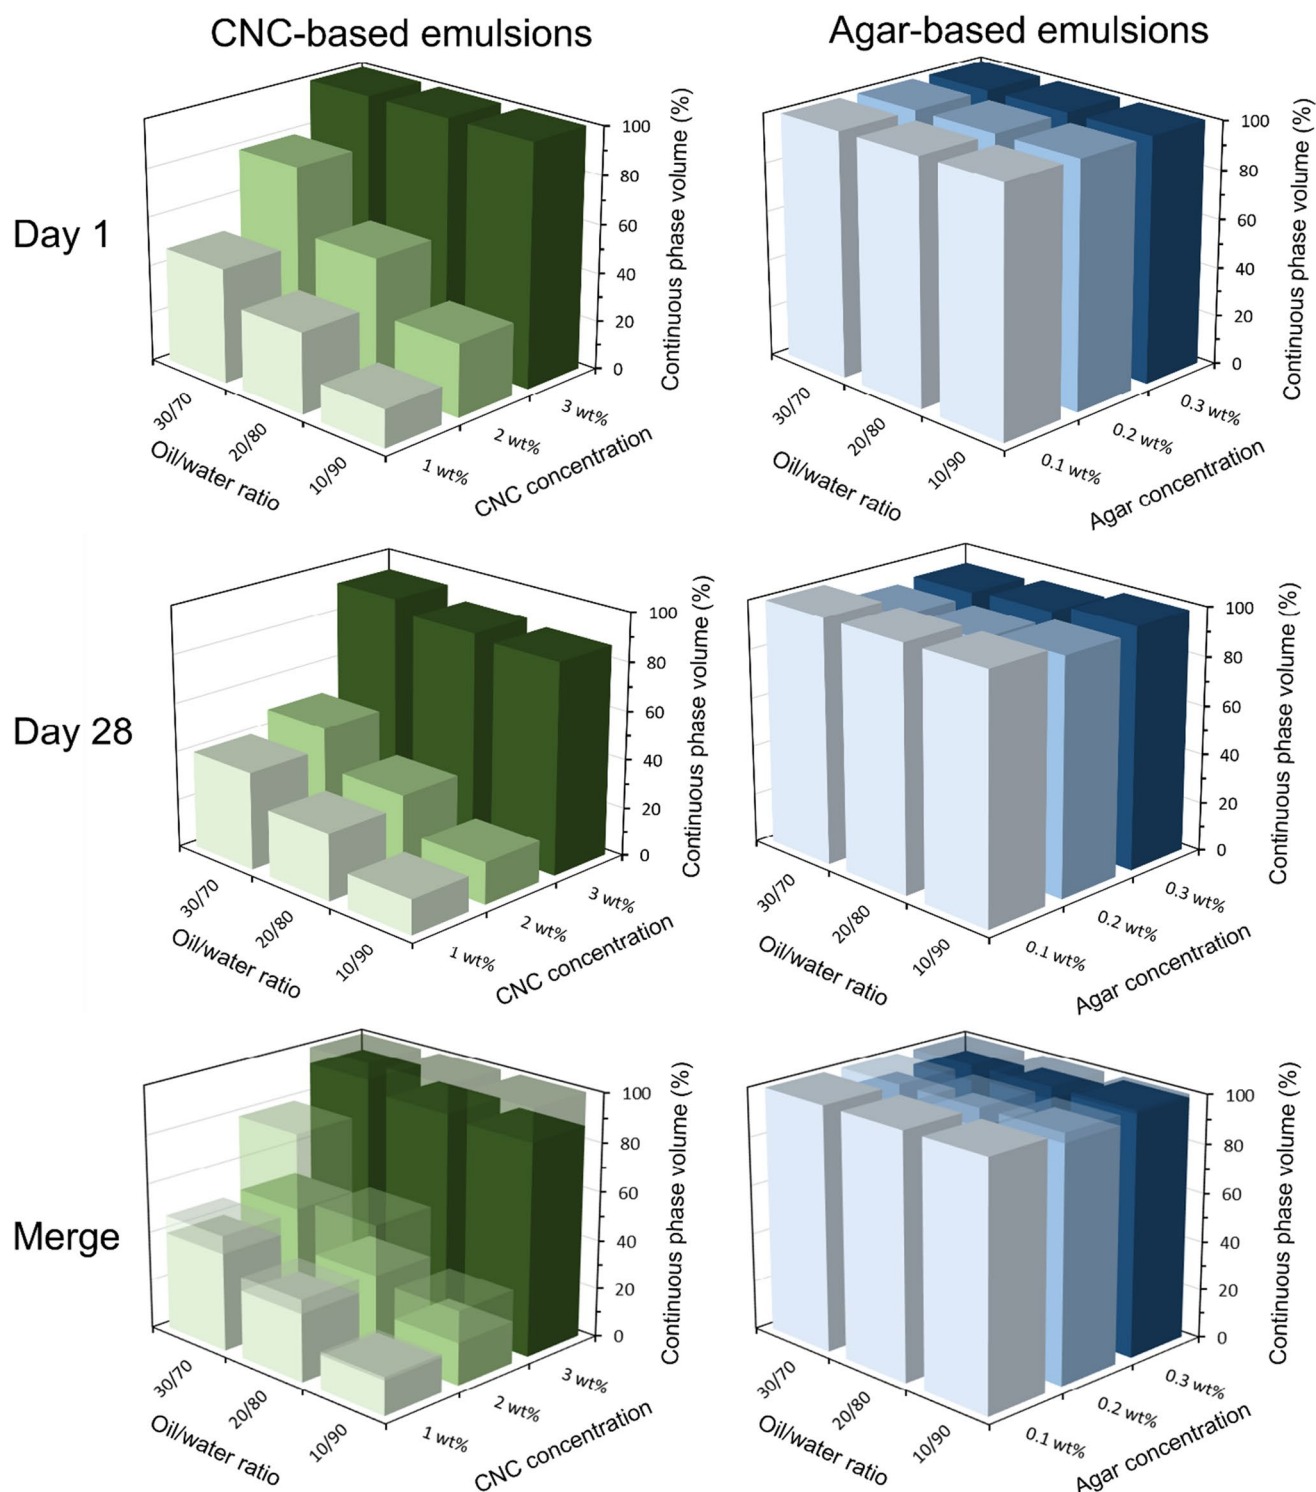 CNC-based emulsions
Agar-based emulsions
Day 1
100
80
60
40
20
0
Continuous phase volume (%)
30/70
20/80
10/90
Oil/water ratio
1 wt%
2 wt%
3 wt%
CNC concentration
100
80
60
40
20
0
Continuous phase volume (%)
30/70
20/80
10/90
Oil/water ratio
0.1 wt%
0.2 wt%
0.3 wt%
Agar concentration
Day 28
100
80
60
40
20
0
Continuous phase volume (%)
30/70
20/80
10/90
Oil/water ratio
1 wt%
2 wt%
3 wt%
CNC concentration
100
80
60
40
20
0
Continuous phase volume (%)
30/70
20/80
10/90
Oil/water ratio
0.1 wt%
0.2 wt%
0.3 wt%
Agar concentration
Merge
100
80
60
40
20
0
Continuous phase volume (%)
30/70
20/80
10/90
Oil/water ratio
1 wt%
2 wt%
3 wt%
CNC concentration
100
80
60
40
20
0
Continuous phase volume (%)
30/70
20/80
10/90
Oil/water ratio
0.1 wt%
0.2 wt%
0.3 wt%
Agar concentration